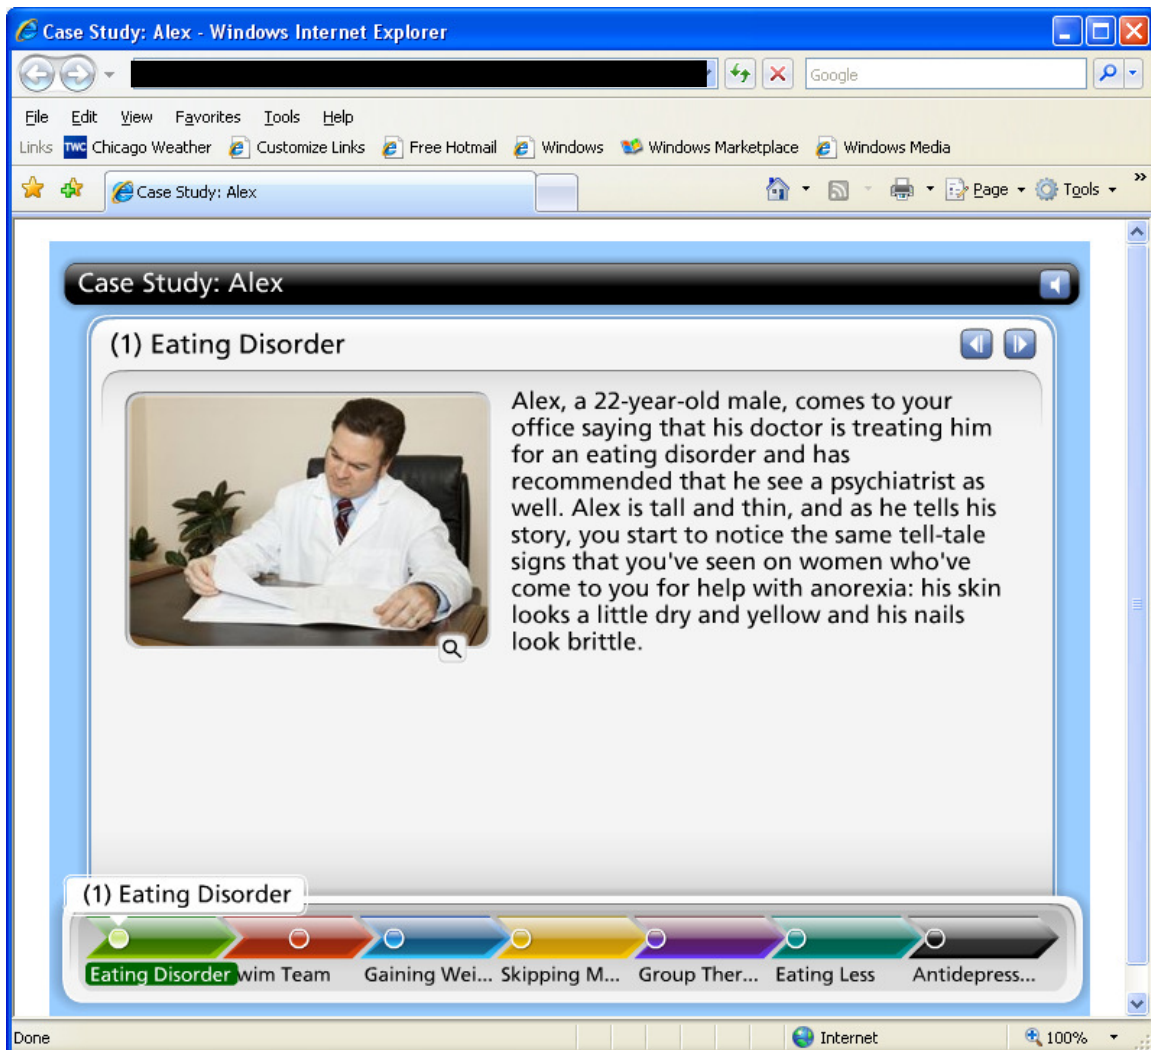 Case Study: Alex - Windows Internet Explorer
Google
File Edit View Favorites Tools Help
Links TWC Chicago Weather Customize Links Free Hotmail Windows Windows Marketplace Windows Media
Case Study: Alex Page Tools »
Case Study: Alex
(1) Eating Disorder
Alex, a 22-year-old male, comes to your
office saying that his doctor is treating him
for an eating disorder and has
recommended that he see a psychiatrist as
well. Alex is tall and thin, and as he tells his
story, you start to notice the same tell-tale
signs that you've seen on women who've
come to you for help with anorexia: his skin
looks a little dry and yellow and his nails
look brittle.
(1) Eating Disorder
Eating Disorder wim Team Gaining Wei... Skipping M... Group Ther... Eating Less Antidepress...
Done Internet 100%